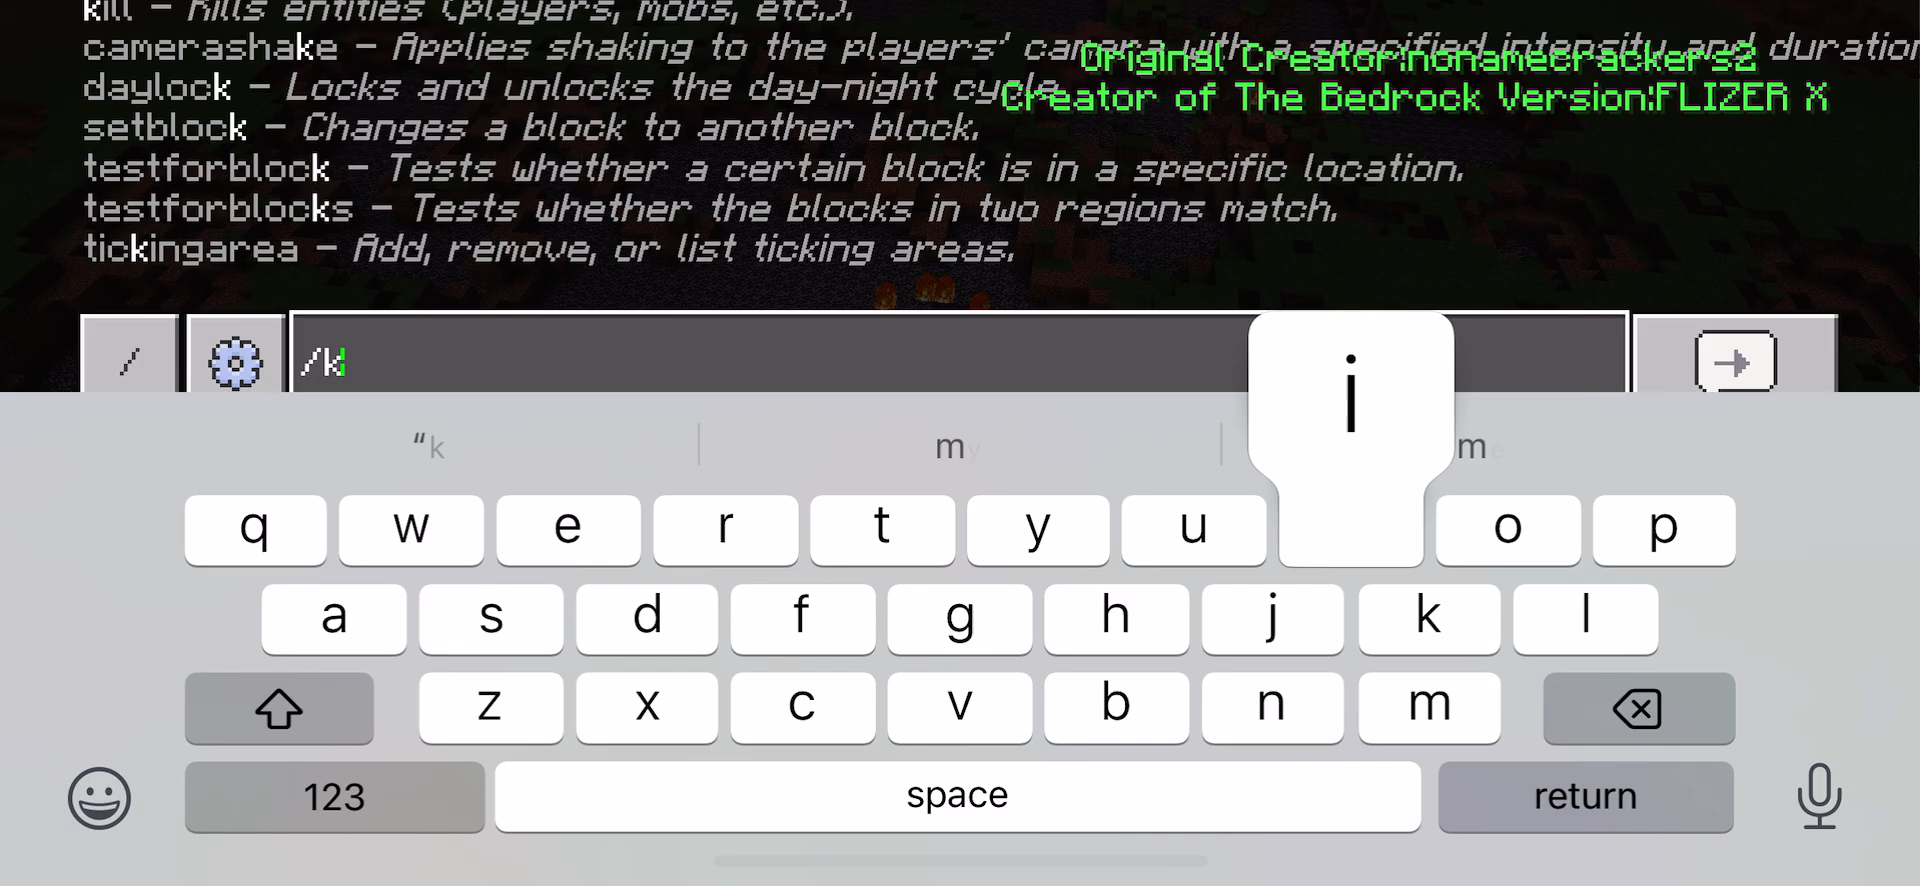 kill – Kills entities (players, mobs, etc.).
camerashake – Applies shaking to the players' camera with a specified intensity and duration
Original Creator:nonamecrackers2
daylock – Locks and unlocks the day-night cycle.
Creator of The Bedrock Version:FLIZER X
setblock – Changes a block to another block.
testforblock – Tests whether a certain block is in a specific location.
testforblocks – Tests whether the blocks in two regions match.
tickingarea – Add, remove, or list ticking areas.
/ /k
“k my me
q w e r t y u i o p
a s d f g h j k l
z x c v b n m
123 space return